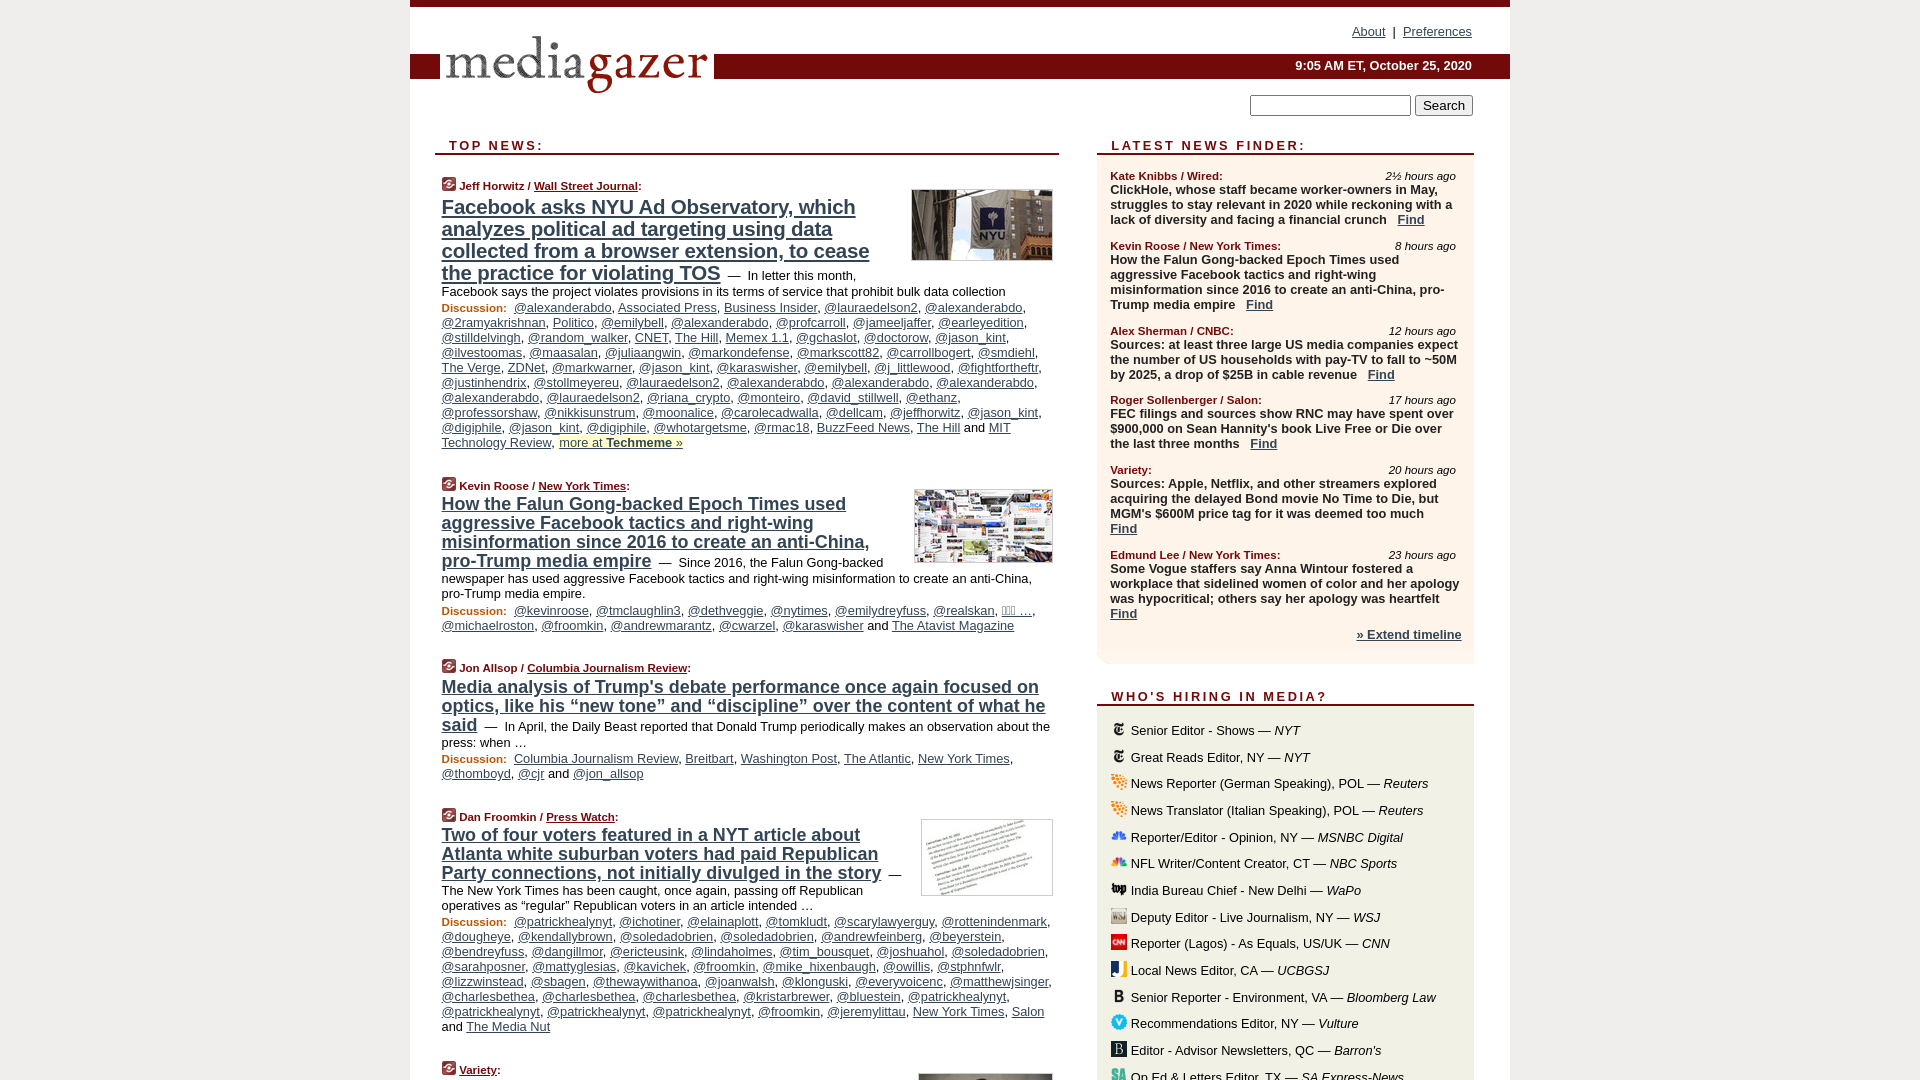 About | Preferences
mediagazer
9:05 AM ET, October 25, 2020
Search
TOP NEWS:
Jeff Horwitz / Wall Street Journal:
Facebook asks NYU Ad Observatory, which
analyzes political ad targeting using data
collected from a browser extension, to cease
the practice for violating TOS — In letter this month,
Facebook says the project violates provisions in its terms of service that prohibit bulk data collection
Discussion: @alexanderabdo, Associated Press, Business Insider, @lauraedelson2, @alexanderabdo,
@2ramyakrishnan, Politico, @emilybell, @alexanderabdo, @profcarroll, @jameeljaffer, @earleyedition,
@stilldelvingh, @random_walker, CNET, The Hill, Memex 1.1, @gchaslot, @doctorow, @jason_kint,
@ilvestoomas, @maasalan, @juliaangwin, @markondefense, @markscott82, @carrollbogert, @smdiehl,
The Verge, ZDNet, @markwarner, @jason_kint, @karaswisher, @emilybell, @j_littlewood, @fightfortheftr,
@justinhendrix, @stollmeyereu, @lauraedelson2, @alexanderabdo, @alexanderabdo, @alexanderabdo,
@alexanderabdo, @lauraedelson2, @riana_crypto, @monteiro, @david_stillwell, @ethanz,
@professorshaw, @nikkisunstrum, @moonalice, @carolecadwalla, @dellcam, @jeffhorwitz, @jason_kint,
@digiphile, @jason_kint, @digiphile, @whotargetsme, @rmac18, BuzzFeed News, The Hill and MIT
Technology Review, more at Techmeme »
Kevin Roose / New York Times:
How the Falun Gong-backed Epoch Times used
aggressive Facebook tactics and right-wing
misinformation since 2016 to create an anti-China,
pro-Trump media empire — Since 2016, the Falun Gong-backed
newspaper has used aggressive Facebook tactics and right-wing misinformation to create an anti-China,
pro-Trump media empire.
Discussion: @kevinroose, @tmclaughlin3, @dethveggie, @nytimes, @emilydreyfuss, @realskan, …,
@michaelroston, @froomkin, @andrewmarantz, @cwarzel, @karaswisher and The Atavist Magazine
Jon Allsop / Columbia Journalism Review:
Media analysis of Trump's debate performance once again focused on
optics, like his “new tone” and “discipline” over the content of what he
said — In April, the Daily Beast reported that Donald Trump periodically makes an observation about the
press: when …
Discussion: Columbia Journalism Review, Breitbart, Washington Post, The Atlantic, New York Times,
@thomboyd, @cjr and @jon_allsop
Dan Froomkin / Press Watch:
Two of four voters featured in a NYT article about
Atlanta white suburban voters had paid Republican
Party connections, not initially divulged in the story —
The New York Times has been caught, once again, passing off Republican
operatives as “regular” Republican voters in an article intended …
Discussion: @patrickhealynyt, @ichotiner, @elainaplott, @tomkludt, @scarylawyerguy, @rottenindenmark,
@dougheye, @kendallybrown, @soledadobrien, @soledadobrien, @andrewfeinberg, @beyerstein,
@bendreyfuss, @dangillmor, @ericteusink, @lindaholmes, @tim_bousquet, @joshuahol, @soledadobrien,
@sarahposner, @mattyglesias, @kavichek, @froomkin, @mike_hixenbaugh, @owillis, @stphnfwlr,
@lizzwinstead, @sbagen, @thewaywithanoa, @joanwalsh, @klonguski, @everyvoicenc, @matthewjsinger,
@charlesbethea, @charlesbethea, @charlesbethea, @kristarbrewer, @bluestein, @patrickhealynyt,
@patrickhealynyt, @patrickhealynyt, @patrickhealynyt, @froomkin, @jeremylittau, New York Times, Salon
and The Media Nut
Variety:
LATEST NEWS FINDER:
Kate Knibbs / Wired: 2½ hours ago
ClickHole, whose staff became worker-owners in May,
struggles to stay relevant in 2020 while reckoning with a
lack of diversity and facing a financial crunch Find
Kevin Roose / New York Times: 8 hours ago
How the Falun Gong-backed Epoch Times used
aggressive Facebook tactics and right-wing
misinformation since 2016 to create an anti-China, pro-
Trump media empire Find
Alex Sherman / CNBC: 12 hours ago
Sources: at least three large US media companies expect
the number of US households with pay-TV to fall to ~50M
by 2025, a drop of $25B in cable revenue Find
Roger Sollenberger / Salon: 17 hours ago
FEC filings and sources show RNC may have spent over
$900,000 on Sean Hannity's book Live Free or Die over
the last three months Find
Variety: 20 hours ago
Sources: Apple, Netflix, and other streamers explored
acquiring the delayed Bond movie No Time to Die, but
MGM's $600M price tag for it was deemed too much
Find
Edmund Lee / New York Times: 23 hours ago
Some Vogue staffers say Anna Wintour fostered a
workplace that sidelined women of color and her apology
was hypocritical; others say her apology was heartfelt
Find
» Extend timeline
WHO'S HIRING IN MEDIA?
Senior Editor - Shows — NYT
Great Reads Editor, NY — NYT
News Reporter (German Speaking), POL — Reuters
News Translator (Italian Speaking), POL — Reuters
Reporter/Editor - Opinion, NY — MSNBC Digital
NFL Writer/Content Creator, CT — NBC Sports
India Bureau Chief - New Delhi — WaPo
Deputy Editor - Live Journalism, NY — WSJ
Reporter (Lagos) - As Equals, US/UK — CNN
Local News Editor, CA — UCBGSJ
Senior Reporter - Environment, VA — Bloomberg Law
Recommendations Editor, NY — Vulture
Editor - Advisor Newsletters, QC — Barron's
Op Ed & Letters Editor, TX — SA Express-News